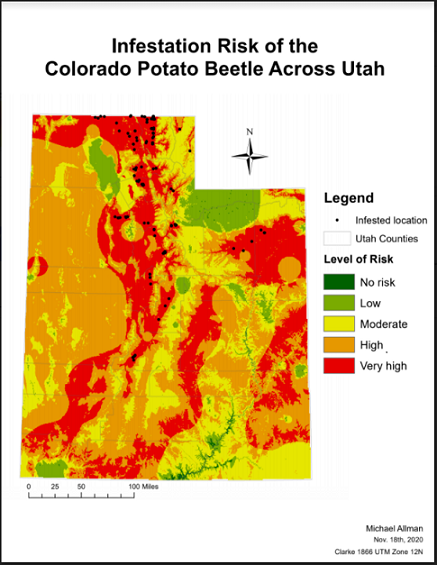 Infestation Risk of the
Colorado Potato Beetle Across Utah
N
Legend
Infested location
Utah Counties
Level of Risk
No risk
Low
Moderate
High
Very high
0 25 50 100 Miles
Michael Allman
Nov. 18th, 2020
Clarke 1866 UTM Zone 12N